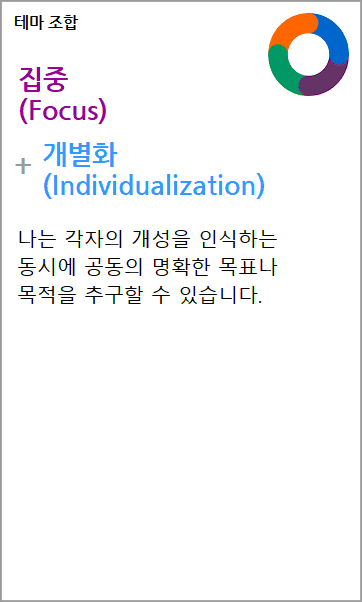 테마 조합
집중
(Focus)
+ 개별화
(Individualization)
나는 각자의 개성을 인식하는
동시에 공동의 명확한 목표나
목적을 추구할 수 있습니다.